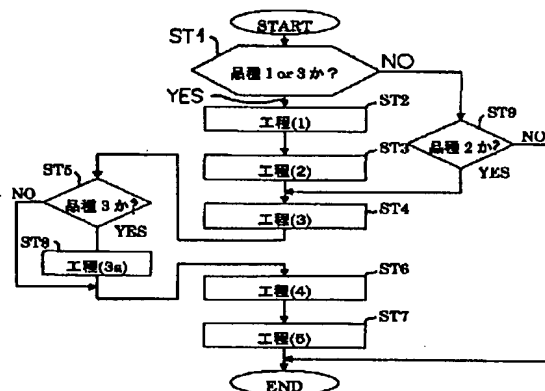 START
ST1
品種1 or 3か?
NO
YES
ST2
工程(1)
ST9
品種2か?
NO
YES
ST3
工程(2)
ST5
品種3か?
NO
YES
ST4
工程(3)
ST8
工程(3a)
ST6
工程(4)
ST7
工程(5)
END